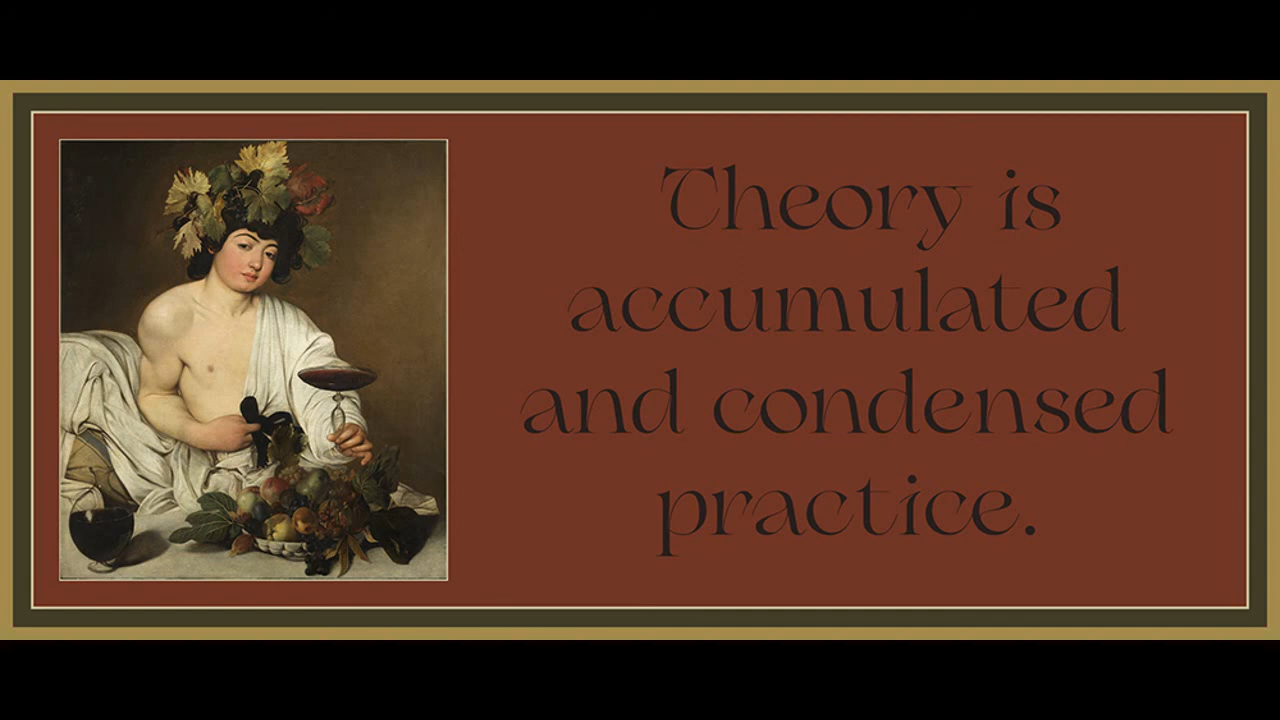 Theory is
accumulated
and condensed
practice.